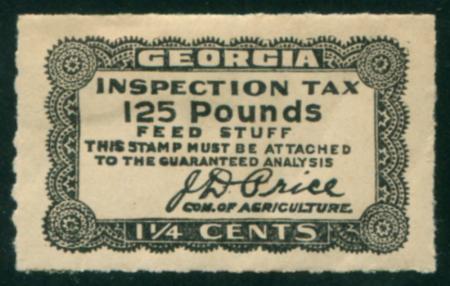 GEORGIA
INSPECTION TAX
125 Pounds
FEED STUFF
THIS STAMP MUST BE ATTACHED
TO THE GUARANTEED ANALYSIS
J D Price
COM. OF AGRICULTURE.
1¼ CENTS